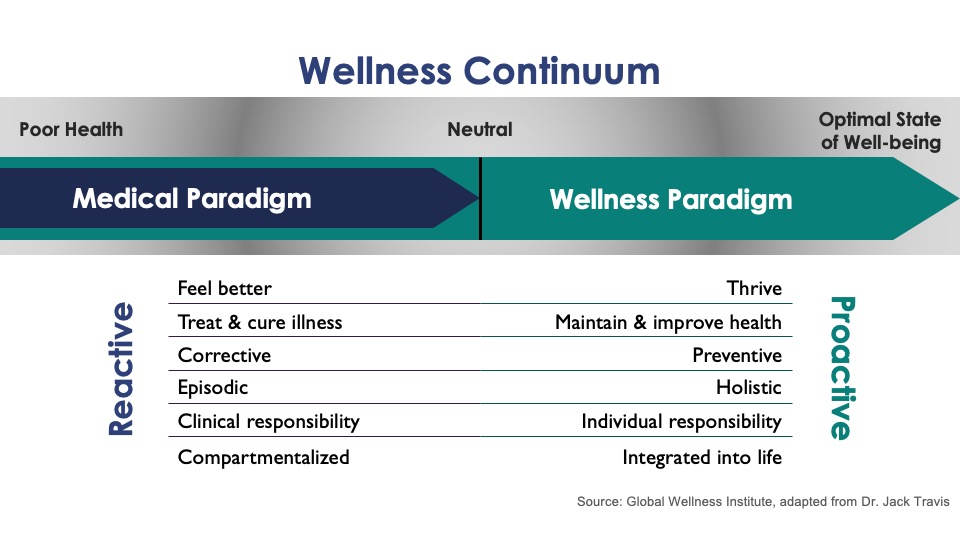 Wellness Continuum
Poor Health
Neutral
Optimal State
of Well-being
Medical Paradigm
Wellness Paradigm
Reactive
Feel better
Thrive
Treat & cure illness
Maintain & improve health
Corrective
Preventive
Episodic
Holistic
Clinical responsibility
Individual responsibility
Compartmentalized
Integrated into life
Proactive
Source: Global Wellness Institute, adapted from Dr. Jack Travis